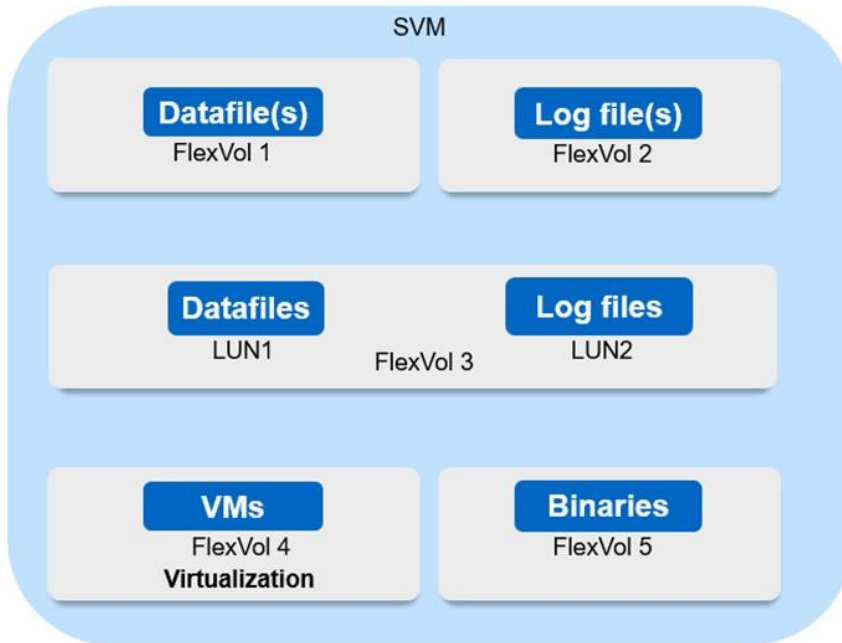 SVM
Datafile(s)
FlexVol 1
Log file(s)
FlexVol 2
Datafiles
LUN1
FlexVol 3
Log files
LUN2
VMs
FlexVol 4
Virtualization
Binaries
FlexVol 5